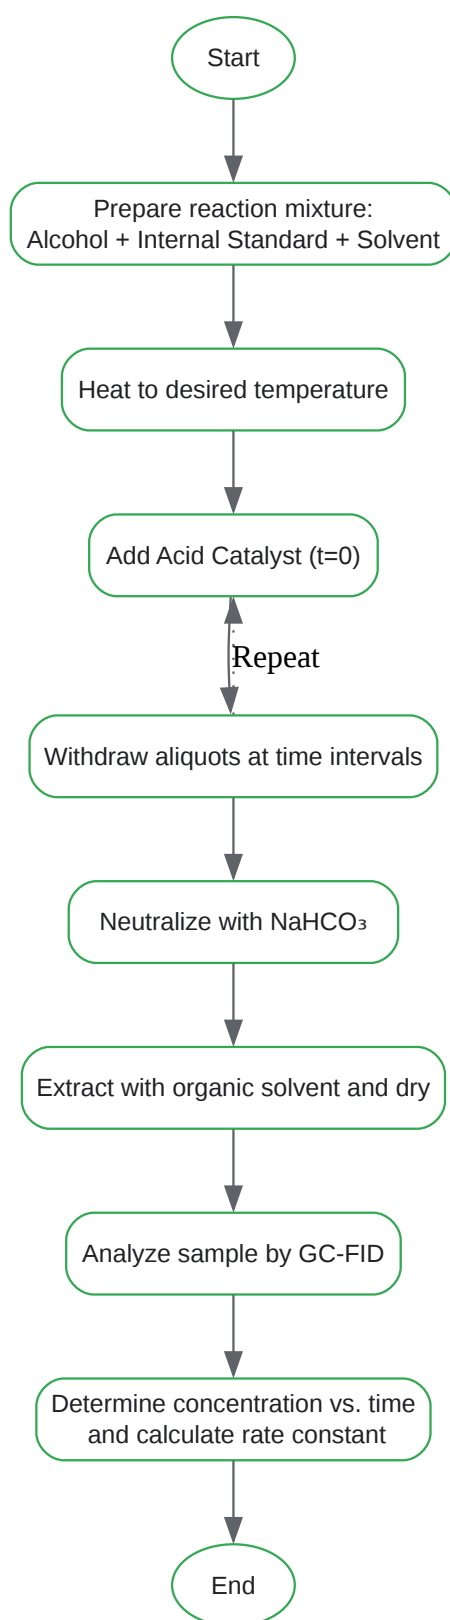 Start
Prepare reaction mixture:
Alcohol + Internal Standard + Solvent
Heat to desired temperature
Add Acid Catalyst (t=0)
Repeat
Withdraw aliquots at time intervals
Neutralize with NaHCO₃
Extract with organic solvent and dry
Analyze sample by GC-FID
Determine concentration vs. time
and calculate rate constant
End